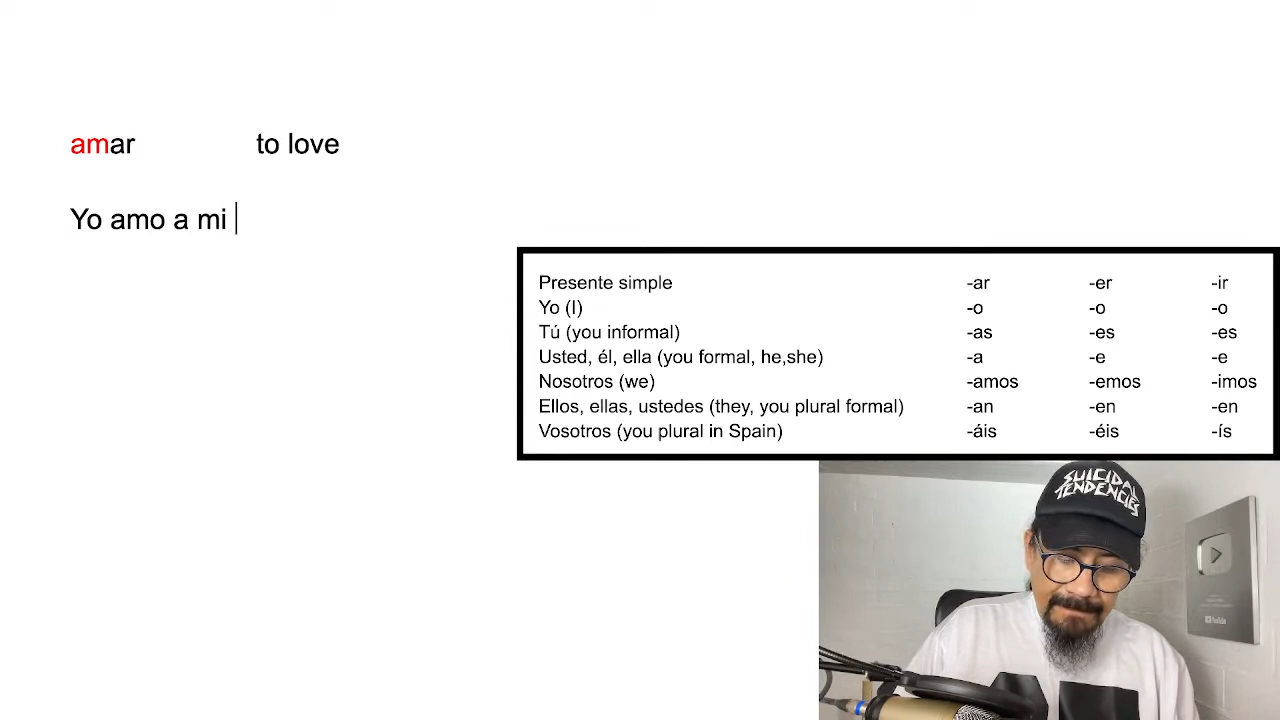 amar to love
Yo amo a mi
Presente simple -ar -er -ir
Yo (I) -o -o -o
Tú (you informal) -as -es -es
Usted, él, ella (you formal, he,she) -a -e -e
Nosotros (we) -amos -emos -imos
Ellos, ellas, ustedes (they, you plural formal) -an -en -en
Vosotros (you plural in Spain) -áis -éis -ís
SUICIDAL
TENDENCIES
YouTube